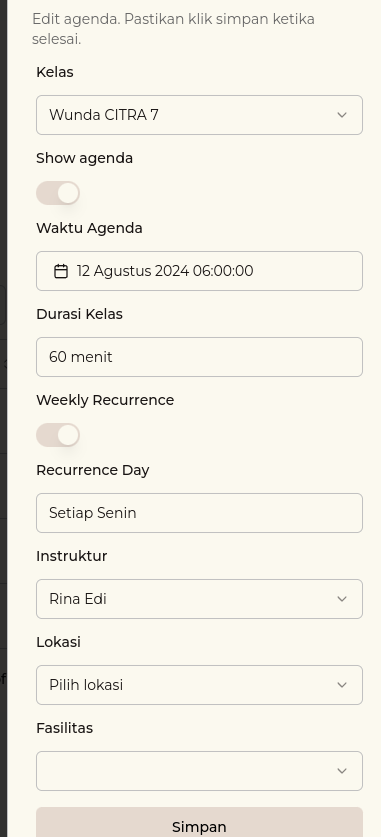 Edit agenda. Pastikan klik simpan ketika
selesai.
Kelas
Wunda CITRA 7
Show agenda
Waktu Agenda
12 Agustus 2024 06:00:00
Durasi Kelas
60 menit
Weekly Recurrence
Recurrence Day
Setiap Senin
Instruktur
Rina Edi
Lokasi
Pilih lokasi
Fasilitas
Simpan